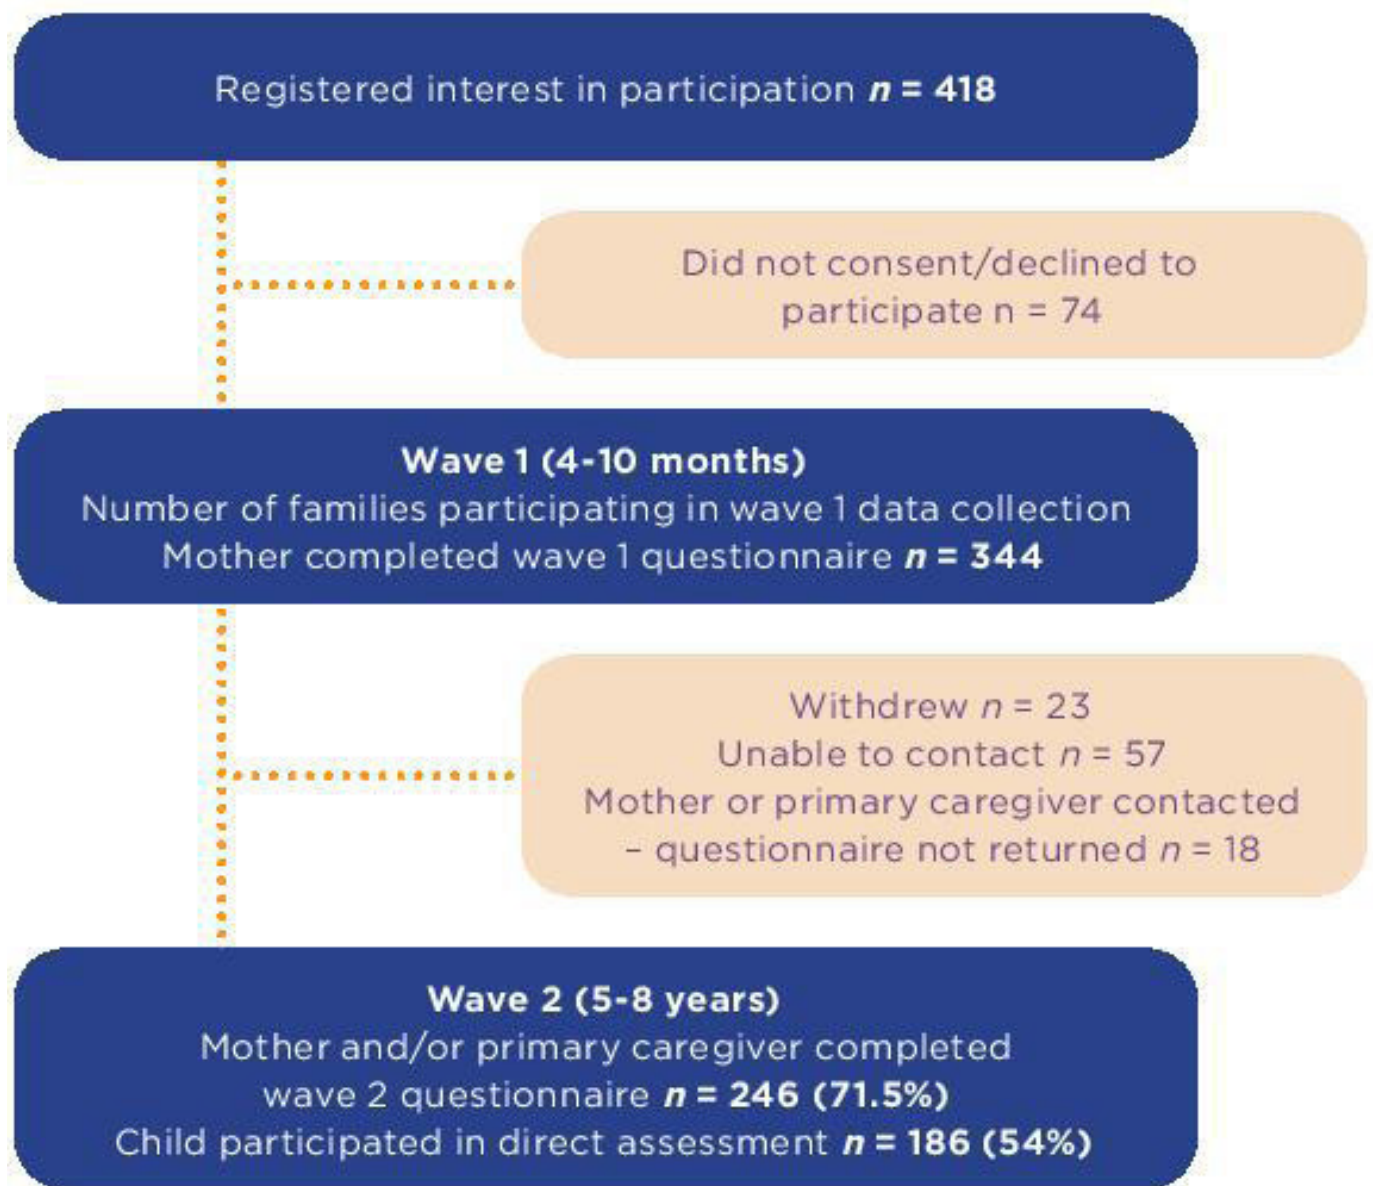 Registered interest in participation n = 418
Did not consent/declined to
participate n = 74
Wave 1 (4-10 months)
Number of families participating in wave 1 data collection
Mother completed wave 1 questionnaire n = 344
Withdrew n = 23
Unable to contact n = 57
Mother or primary caregiver contacted
– questionnaire not returned n = 18
Wave 2 (5-8 years)
Mother and/or primary caregiver completed
wave 2 questionnaire n = 246 (71.5%)
Child participated in direct assessment n = 186 (54%)